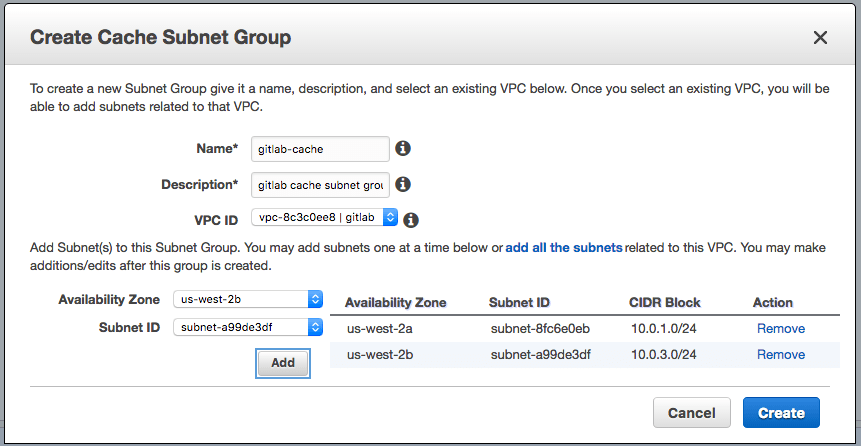 Create Cache Subnet Group
To create a new Subnet Group give it a name, description, and select an existing VPC below. Once you select an existing VPC, you will be
able to add subnets related to that VPC.
Name* gitlab-cache
Description* gitlab cache subnet grou
VPC ID vpc-8c3c0ee8 | gitlab
Add Subnet(s) to this Subnet Group. You may add subnets one at a time below or add all the subnets related to this VPC. You may make
additions/edits after this group is created.
Availability Zone us-west-2b
Subnet ID subnet-a99de3df
Add
Availability Zone Subnet ID CIDR Block Action
us-west-2a subnet-8fc6e0eb 10.0.1.0/24 Remove
us-west-2b subnet-a99de3df 10.0.3.0/24 Remove
Cancel Create